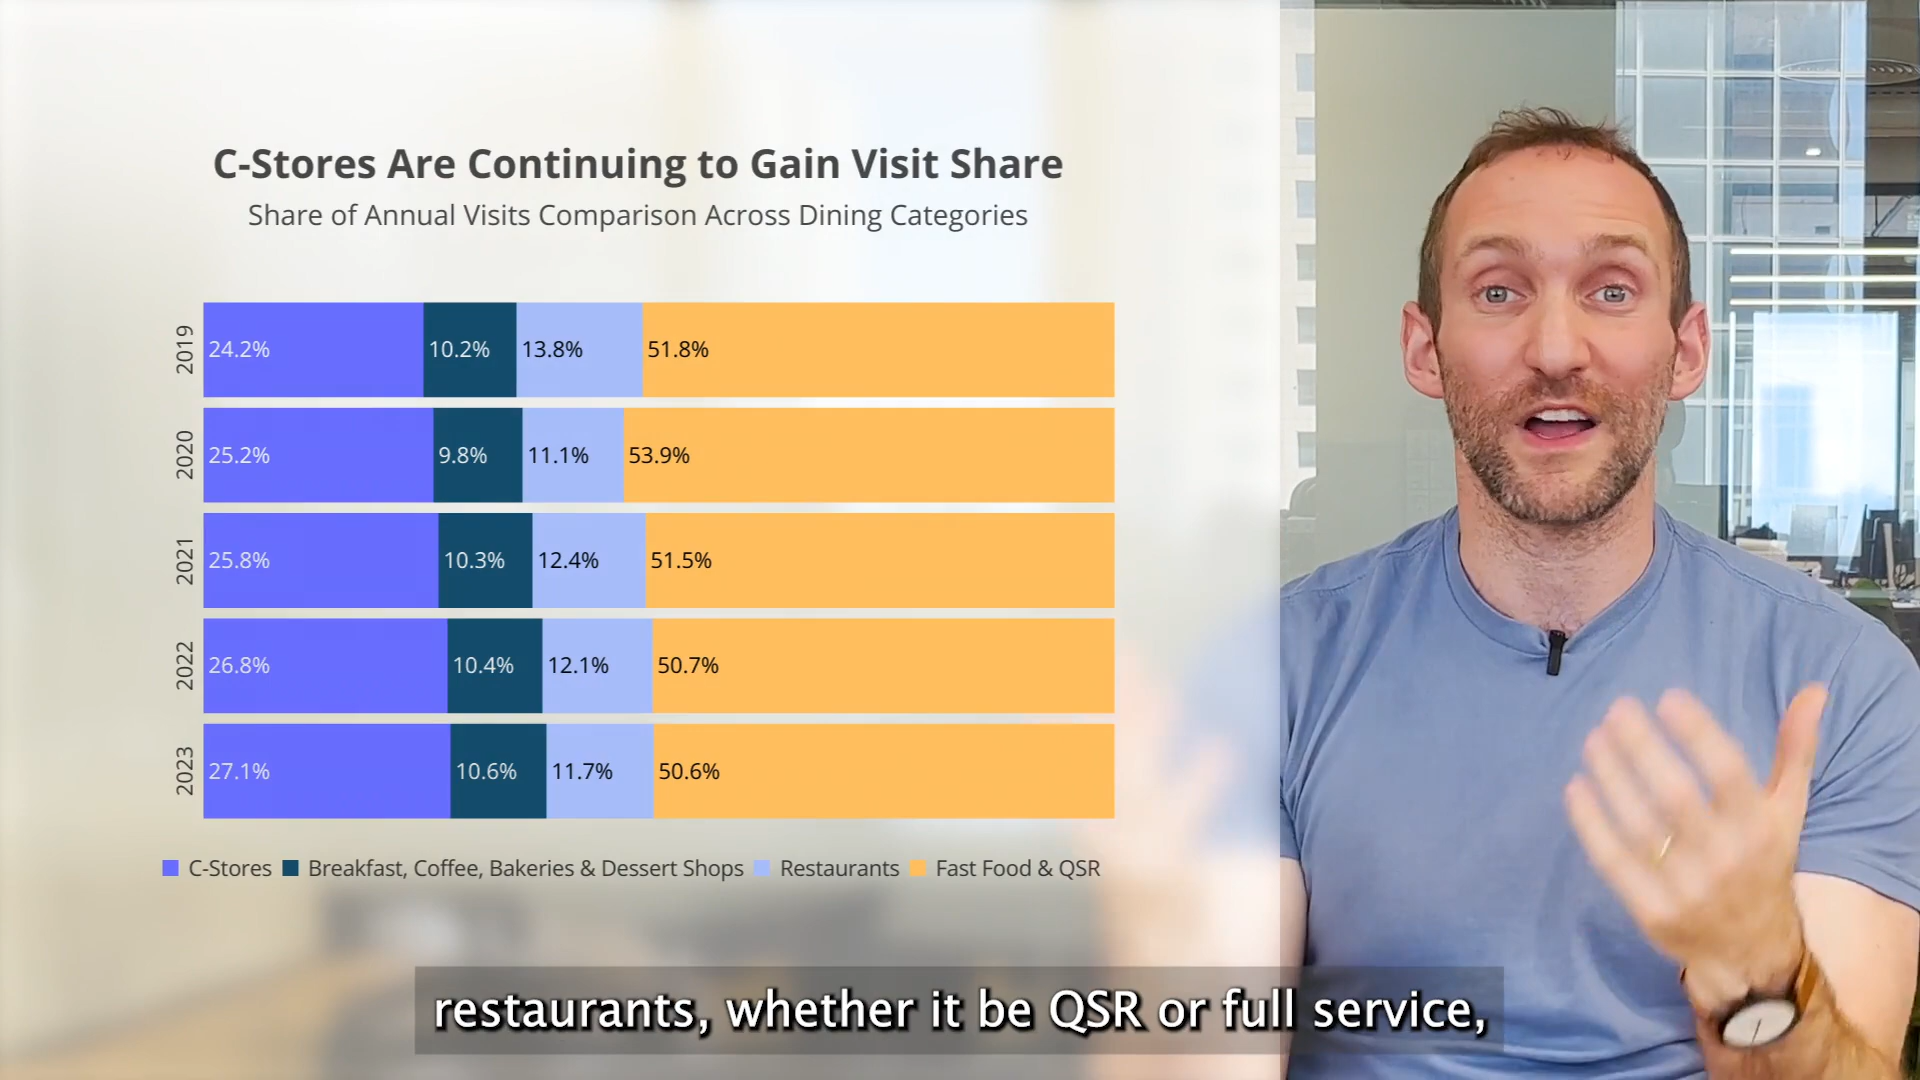 C-Stores Are Continuing to Gain Visit Share
Share of Annual Visits Comparison Across Dining Categories
2019 24.2% 10.2% 13.8% 51.8%
2020 25.2% 9.8% 11.1% 53.9%
2021 25.8% 10.3% 12.4% 51.5%
2022 26.8% 10.4% 12.1% 50.7%
2023 27.1% 10.6% 11.7% 50.6%
C-Stores Breakfast, Coffee, Bakeries & Dessert Shops Restaurants Fast Food & QSR
restaurants, whether it be QSR or full service,